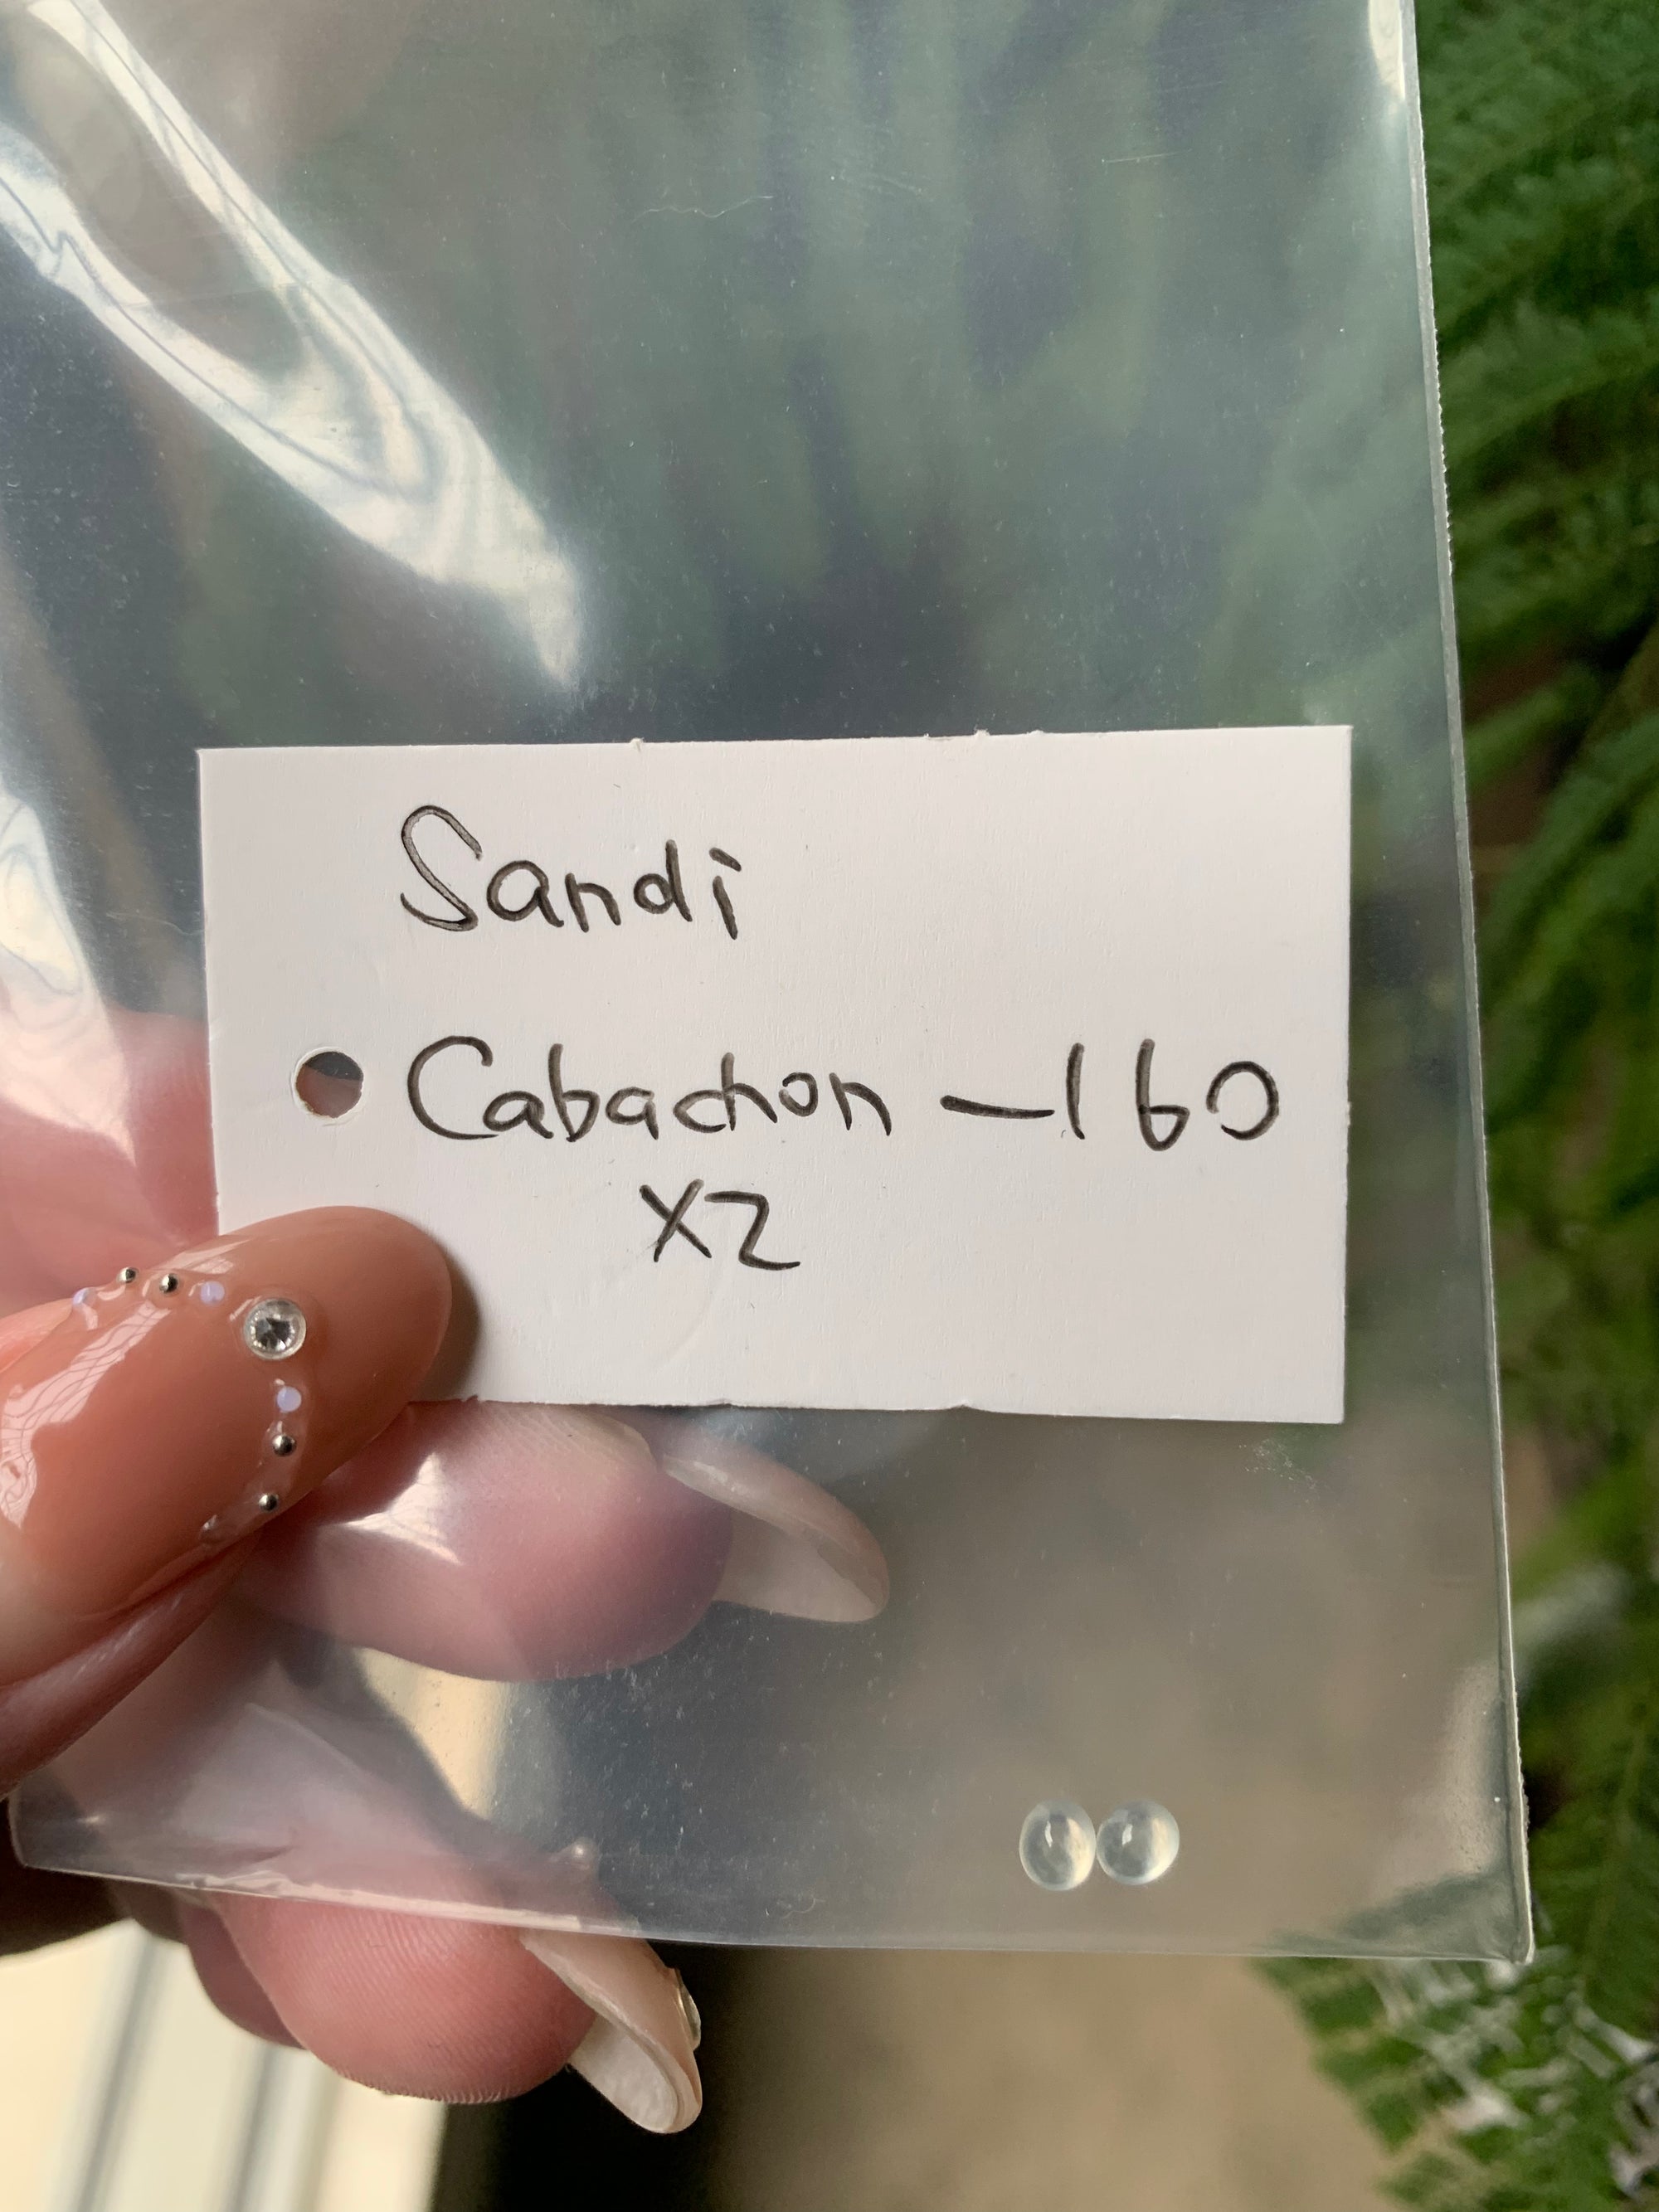 Sandi
Cabachon - 160
X2